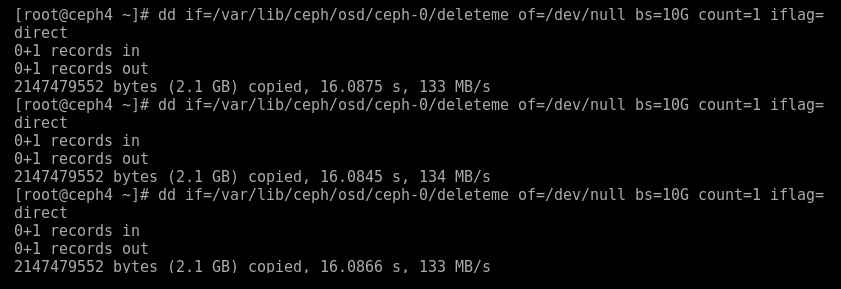 [root@ceph4 ~]# dd if=/var/lib/ceph/osd/ceph-0/deleteme of=/dev/null bs=10G count=1 iflag=
direct
0+1 records in
0+1 records out
2147479552 bytes (2.1 GB) copied, 16.0875 s, 133 MB/s
[root@ceph4 ~]# dd if=/var/lib/ceph/osd/ceph-0/deleteme of=/dev/null bs=10G count=1 iflag=
direct
0+1 records in
0+1 records out
2147479552 bytes (2.1 GB) copied, 16.0845 s, 134 MB/s
[root@ceph4 ~]# dd if=/var/lib/ceph/osd/ceph-0/deleteme of=/dev/null bs=10G count=1 iflag=
direct
0+1 records in
0+1 records out
2147479552 bytes (2.1 GB) copied, 16.0866 s, 133 MB/s